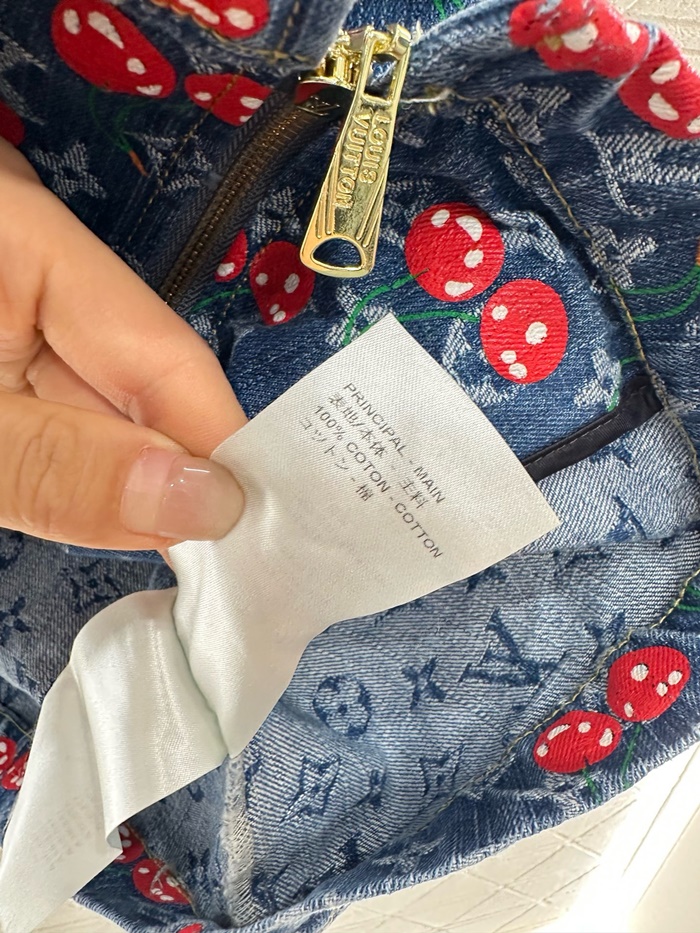 LOUIS
VUITTON
PRINCIPAL - MAIN
表地/本体 - 主料
100% COTON - COTTON
コットン - 棉